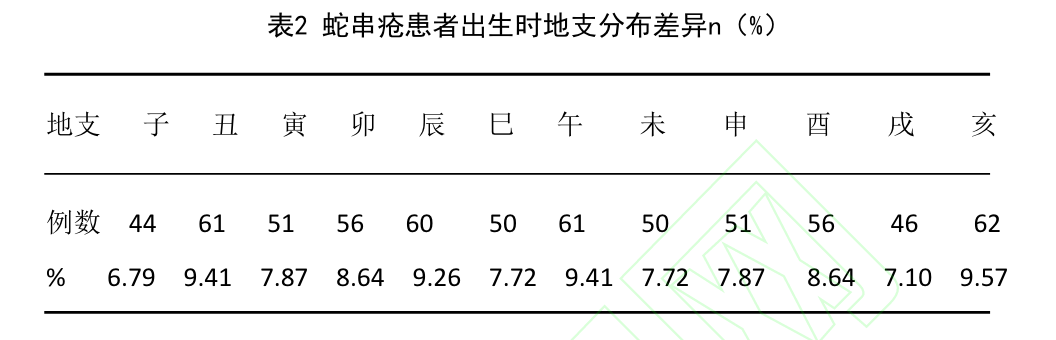 表2 蛇串疮患者出生时地支分布差异n（%）
地支 子 丑 寅 卯 辰 巳 午 未 申 酉 戌 亥
例数 44 61 51 56 60 50 61 50 51 56 46 62
% 6.79 9.41 7.87 8.64 9.26 7.72 9.41 7.72 7.87 8.64 7.10 9.57